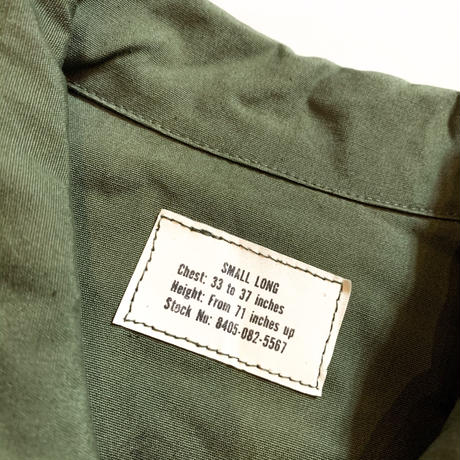 SMALL LONG
Chest: 33 to 37 inches
Height: From 71 inches up
Stock No: 8405-082-5567